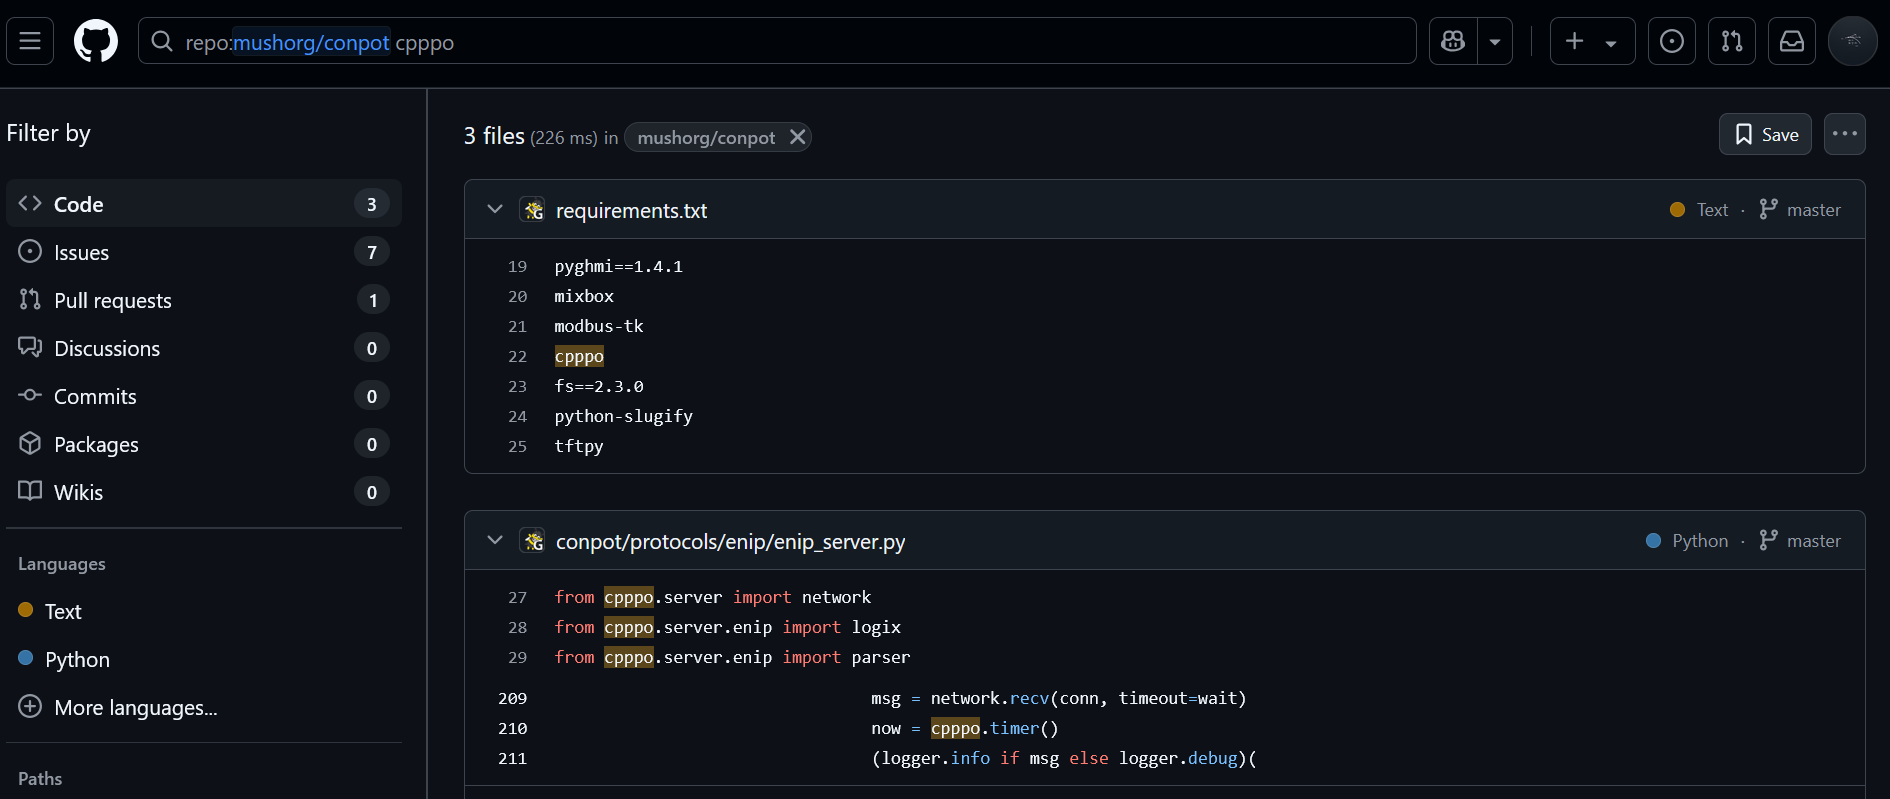 repo:mushorg/conpot cpppo
Filter by
Code 3
Issues 7
Pull requests 1
Discussions 0
Commits 0
Packages 0
Wikis 0
Languages
Text
Python
More languages...
Paths
3 files (226 ms) in mushorg/conpot
Save
requirements.txt Text · master
19 pyghmi==1.4.1
20 mixbox
21 modbus-tk
22 cpppo
23 fs==2.3.0
24 python-slugify
25 tftpy
conpot/protocols/enip/enip_server.py Python · master
27 from cpppo.server import network
28 from cpppo.server.enip import logix
29 from cpppo.server.enip import parser
209 msg = network.recv(conn, timeout=wait)
210 now = cpppo.timer()
211 (logger.info if msg else logger.debug)(